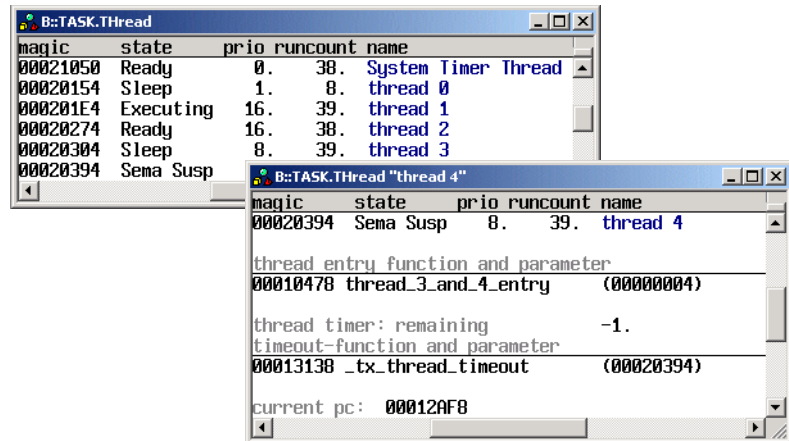 B::TASK.THread
magic state prio runcount name
00021050 Ready 0. 38. System Timer Thread
00020154 Sleep 1. 8. thread 0
000201E4 Executing 16. 39. thread 1
00020274 Ready 16. 38. thread 2
00020304 Sleep 8. 39. thread 3
00020394 Sema Susp
B::TASK.THread "thread 4"
magic state prio runcount name
00020394 Sema Susp 8. 39. thread 4
thread entry function and parameter
00010478 thread_3_and_4_entry (00000004)
thread timer: remaining -1.
timeout-function and parameter
00013138 _tx_thread_timeout (00020394)
current pc: 00012AF8